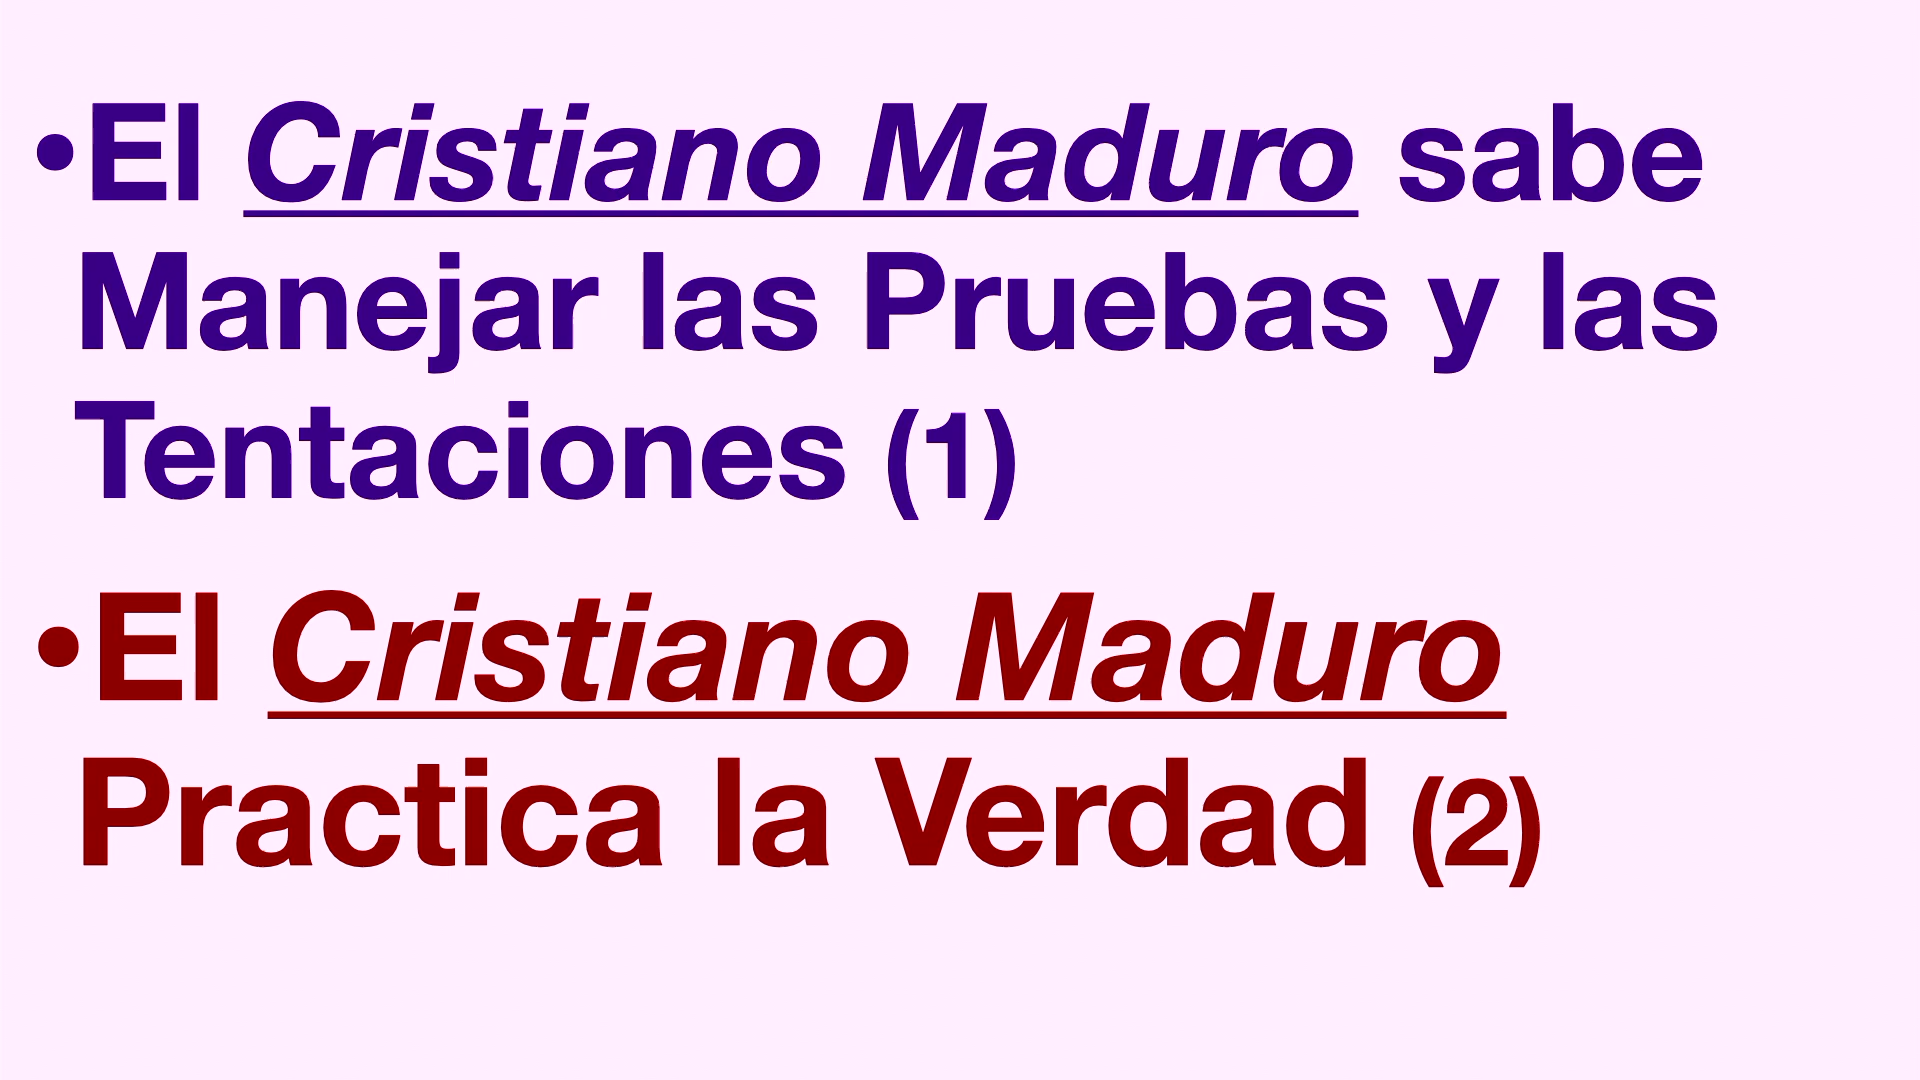 •El Cristiano Maduro sabe
Manejar las Pruebas y las
Tentaciones (1)
•El Cristiano Maduro
Practica la Verdad (2)